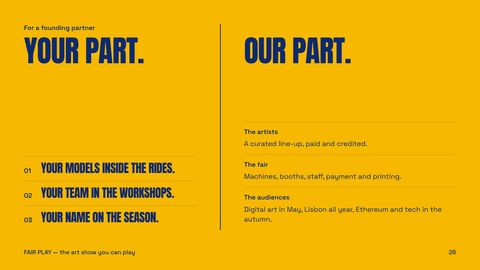 For a founding partner
YOUR PART.
01 YOUR MODELS INSIDE THE RIDES.
02 YOUR TEAM IN THE WORKSHOPS.
03 YOUR NAME ON THE SEASON.
OUR PART.
The artists
A curated line-up, paid and credited.
The fair
Machines, booths, staff, payment and printing.
The audiences
Digital art in May, Lisbon all year, Ethereum and tech in the
autumn.
FAIR PLAY — the art show you can play
26